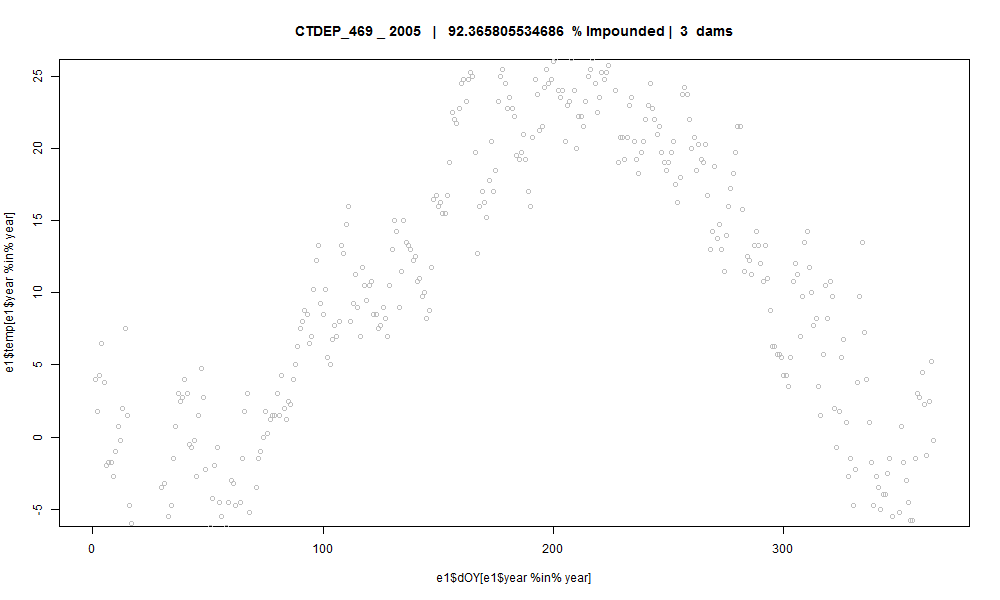 CTDEP_469 _ 2005 | 92.365805534686 % Impounded | 3 dams
25
20
15
10
5
0
-5
e1$temp[e1$year %in% year]
0 100 200 300
e1$dOY[e1$year %in% year]